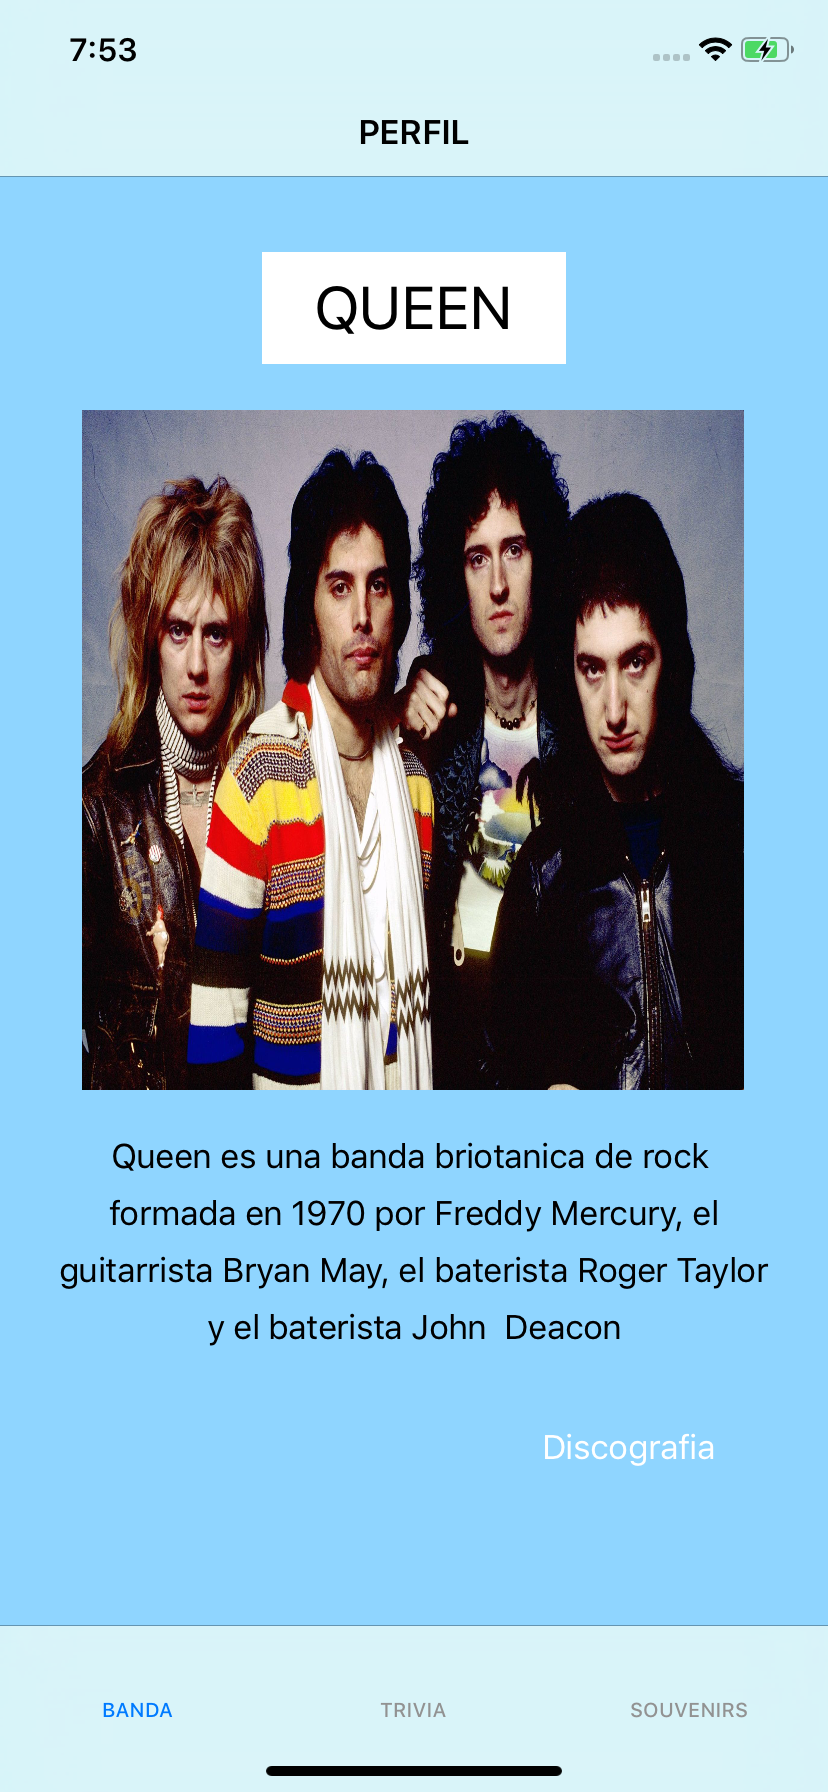 7:53
PERFIL
QUEEN
Queen es una banda briotanica de rock
formada en 1970 por Freddy Mercury, el
guitarrista Bryan May, el baterista Roger Taylor
y el baterista John  Deacon
Discografia
BANDA
TRIVIA
SOUVENIRS